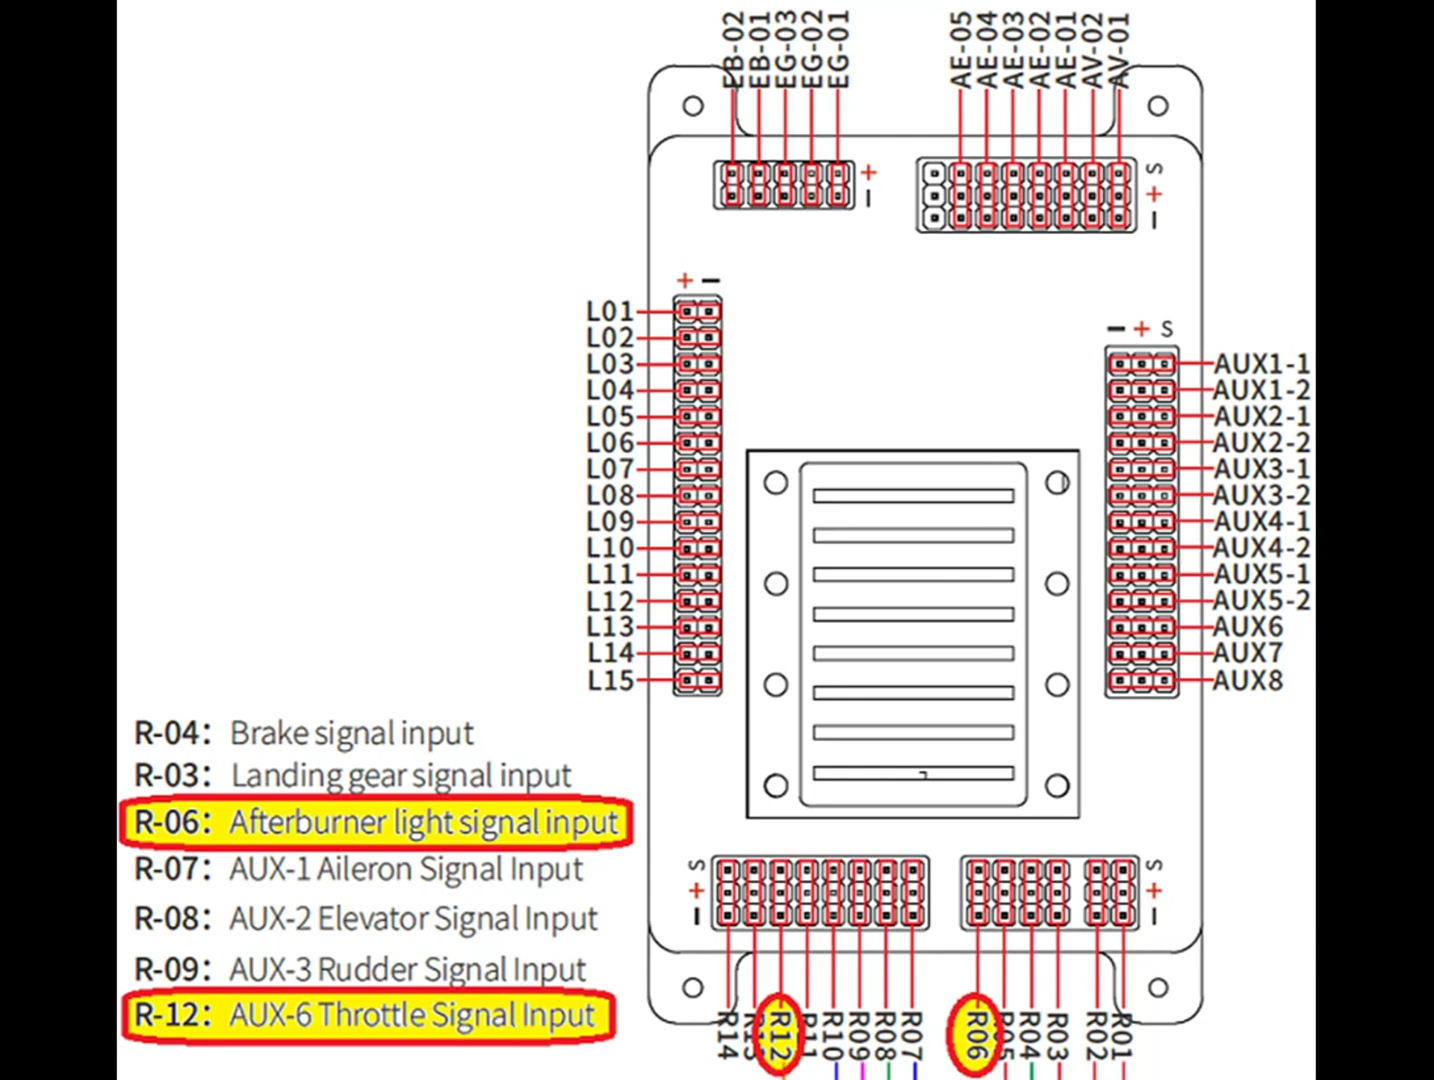 EB-02
EB-01
EG-03
EG-02
EG-01
AE-05
AE-04
AE-03
AE-02
AE-01
AV-02
AV-01
+
−
S
+
−
+ −
L01
L02
L03
L04
L05
L06
L07
L08
L09
L10
L11
L12
L13
L14
L15
− + S
AUX1-1
AUX1-2
AUX2-1
AUX2-2
AUX3-1
AUX3-2
AUX4-1
AUX4-2
AUX5-1
AUX5-2
AUX6
AUX7
AUX8
R-04: Brake signal input
R-03: Landing gear signal input
R-06: Afterburner light signal input
R-07: AUX-1 Aileron Signal Input
R-08: AUX-2 Elevator Signal Input
R-09: AUX-3 Rudder Signal Input
R-12: AUX-6 Throttle Signal Input
S
+
−
S
+
−
R14
R13
R12
R11
R10
R09
R08
R07
R06
R05
R04
R03
R02
R01